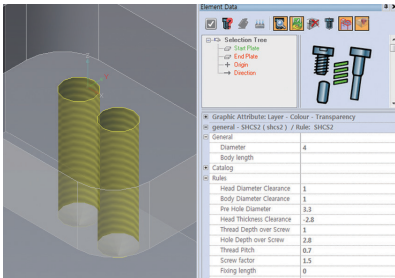 Element Data
Selection Tree
Start Plate
End Plate
Origin
Direction
Graphic Attribute: Layer - Colour - Transparency
general - SHCS2 ( shcs2 ) / Rule: SHCS2
General
Diameter 4
Body length
Catalog
Rules
Head Diameter Clearance 1
Body Diameter Clearance 1
Pre Hole Diameter 3.3
Head Thickness Clearance -2.8
Thread Depth over Screw 1
Hole Depth over Screw 2.8
Thread Pitch 0.7
Screw factor 1.5
Fixing length 0